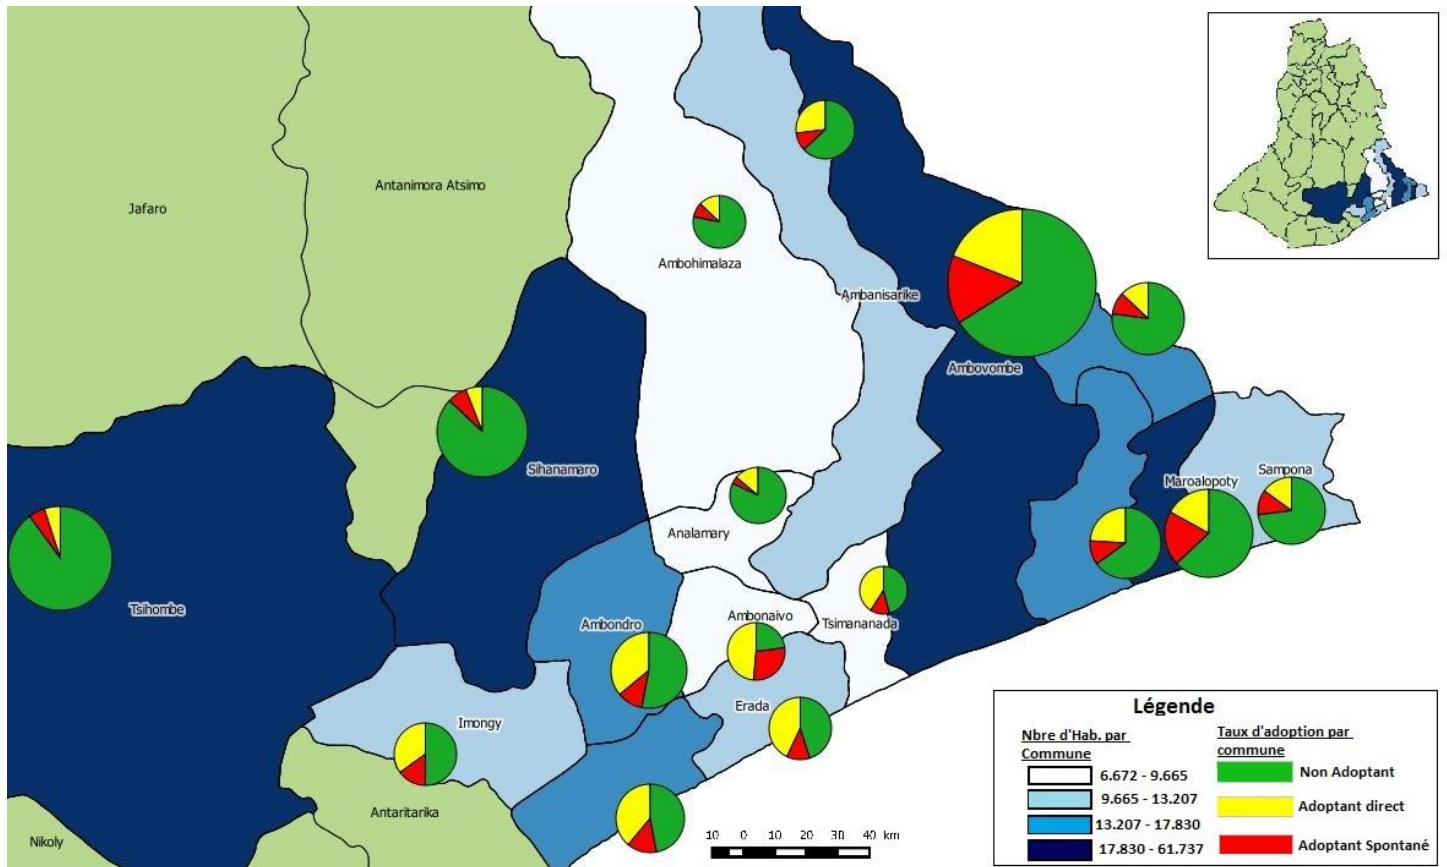 Antanimora Atsimo
Jafaro
Ambohimalaza
Ambanisarike
Ambovombe
Sihanamaro
Sampona
Maroalopoty
Analamary
Tsihombe
Ambonaivo
Ambondro
Tsimananada
Erada
Imongy
Antaritarika
Nikoly
10 0 10 20 30 40 km
Légende
Nbre d'Hab. par
Commune
6.672 - 9.665
9.665 - 13.207
13.207 - 17.830
17.830 - 61.737
Taux d'adoption par
commune
Non Adoptant
Adoptant direct
Adoptant Spontané